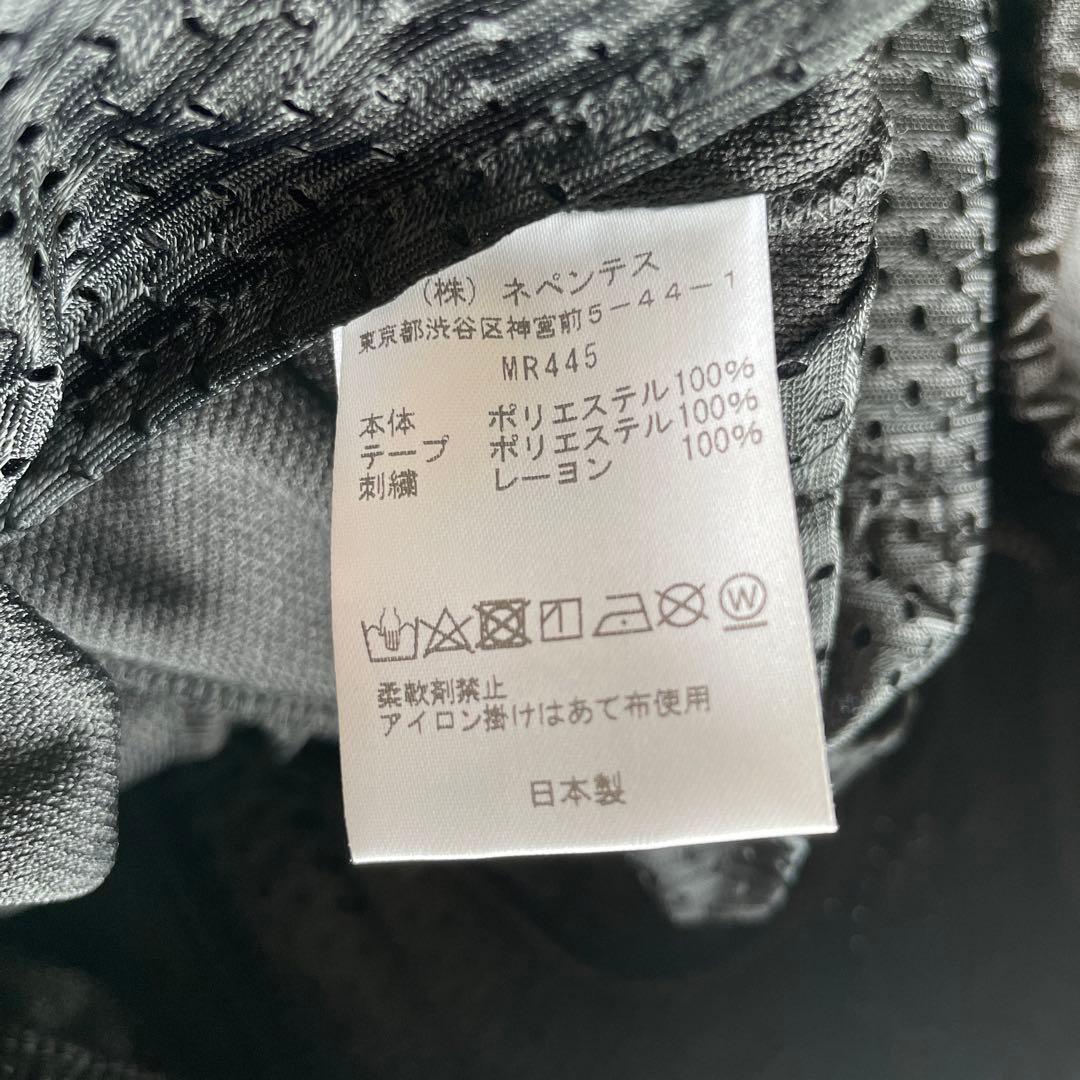 (株) ネペンテス
東京都渋谷区神宮前5-44-1
MR445
本体 ポリエステル100%
テープ ポリエステル100%
刺繍 レーヨン 100%
W
柔軟剤禁止
アイロン掛けはあて布使用
日本製